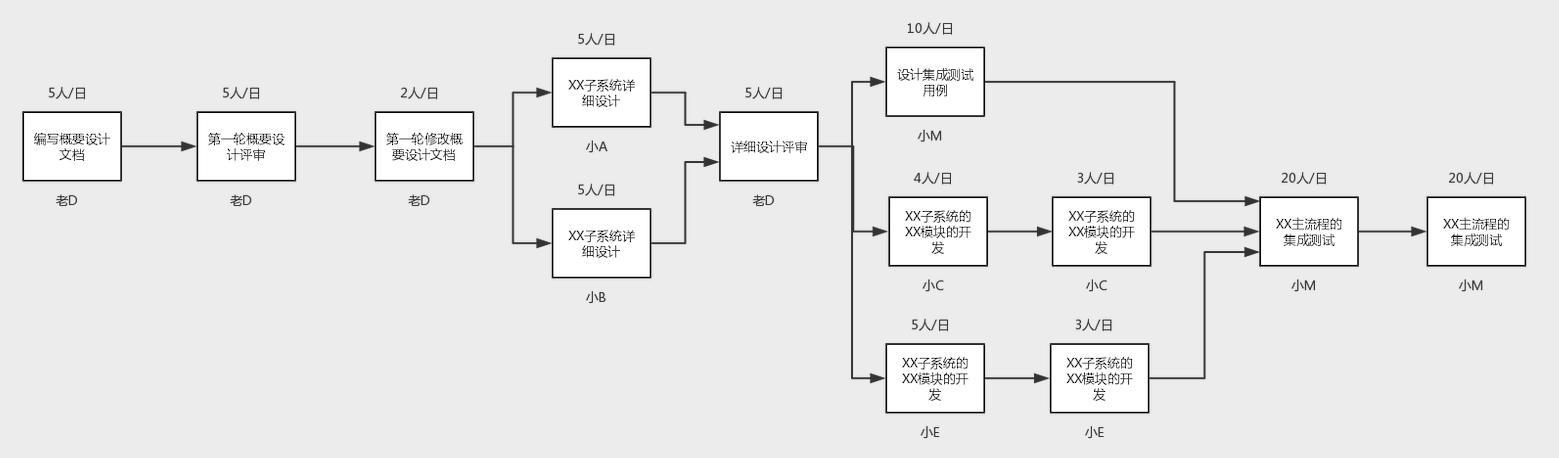 5人/日
编写概要设计
文档
老D
5人/日
第一轮概要设
计评审
老D
2人/日
第一轮修改概
要设计文档
老D
5人/日
XX子系统详
细设计
小A
5人/日
XX子系统详
细设计
小B
5人/日
详细设计评审
老D
10人/日
设计集成测试
用例
小M
4人/日
XX子系统的
XX模块的开
发
小C
3人/日
XX子系统的
XX模块的开
发
小C
5人/日
XX子系统的
XX模块的开
发
小E
3人/日
XX子系统的
XX模块的开
发
小E
20人/日
XX主流程的
集成测试
小M
20人/日
XX主流程的
集成测试
小M